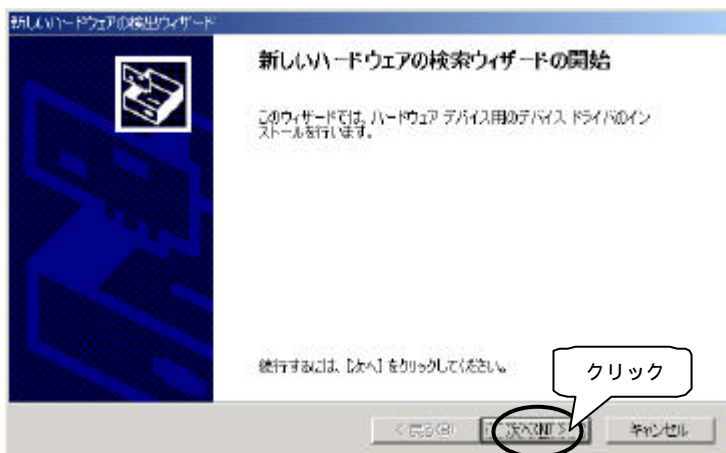 新しいハードウェアの検出ウィザード
新しいハードウェアの検索ウィザードの開始
このウィザードでは、ハードウェア デバイス用のデバイス ドライバのイン
ストールを行います。
続行するには、[次へ] をクリックしてください。
クリック
< 戻る(B)
次へ(N) >
キャンセル